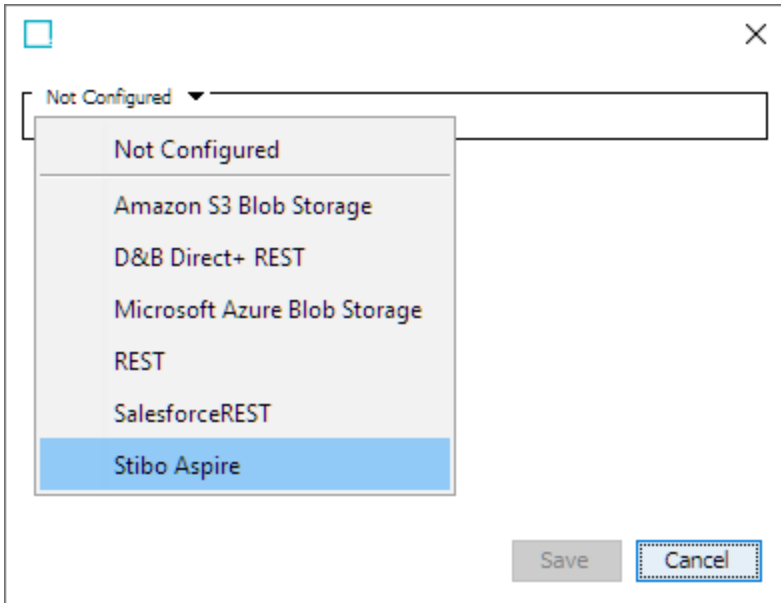 Not Configured
Not Configured
Amazon S3 Blob Storage
D&B Direct+ REST
Microsoft Azure Blob Storage
REST
SalesforceREST
Stibo Aspire
Save Cancel